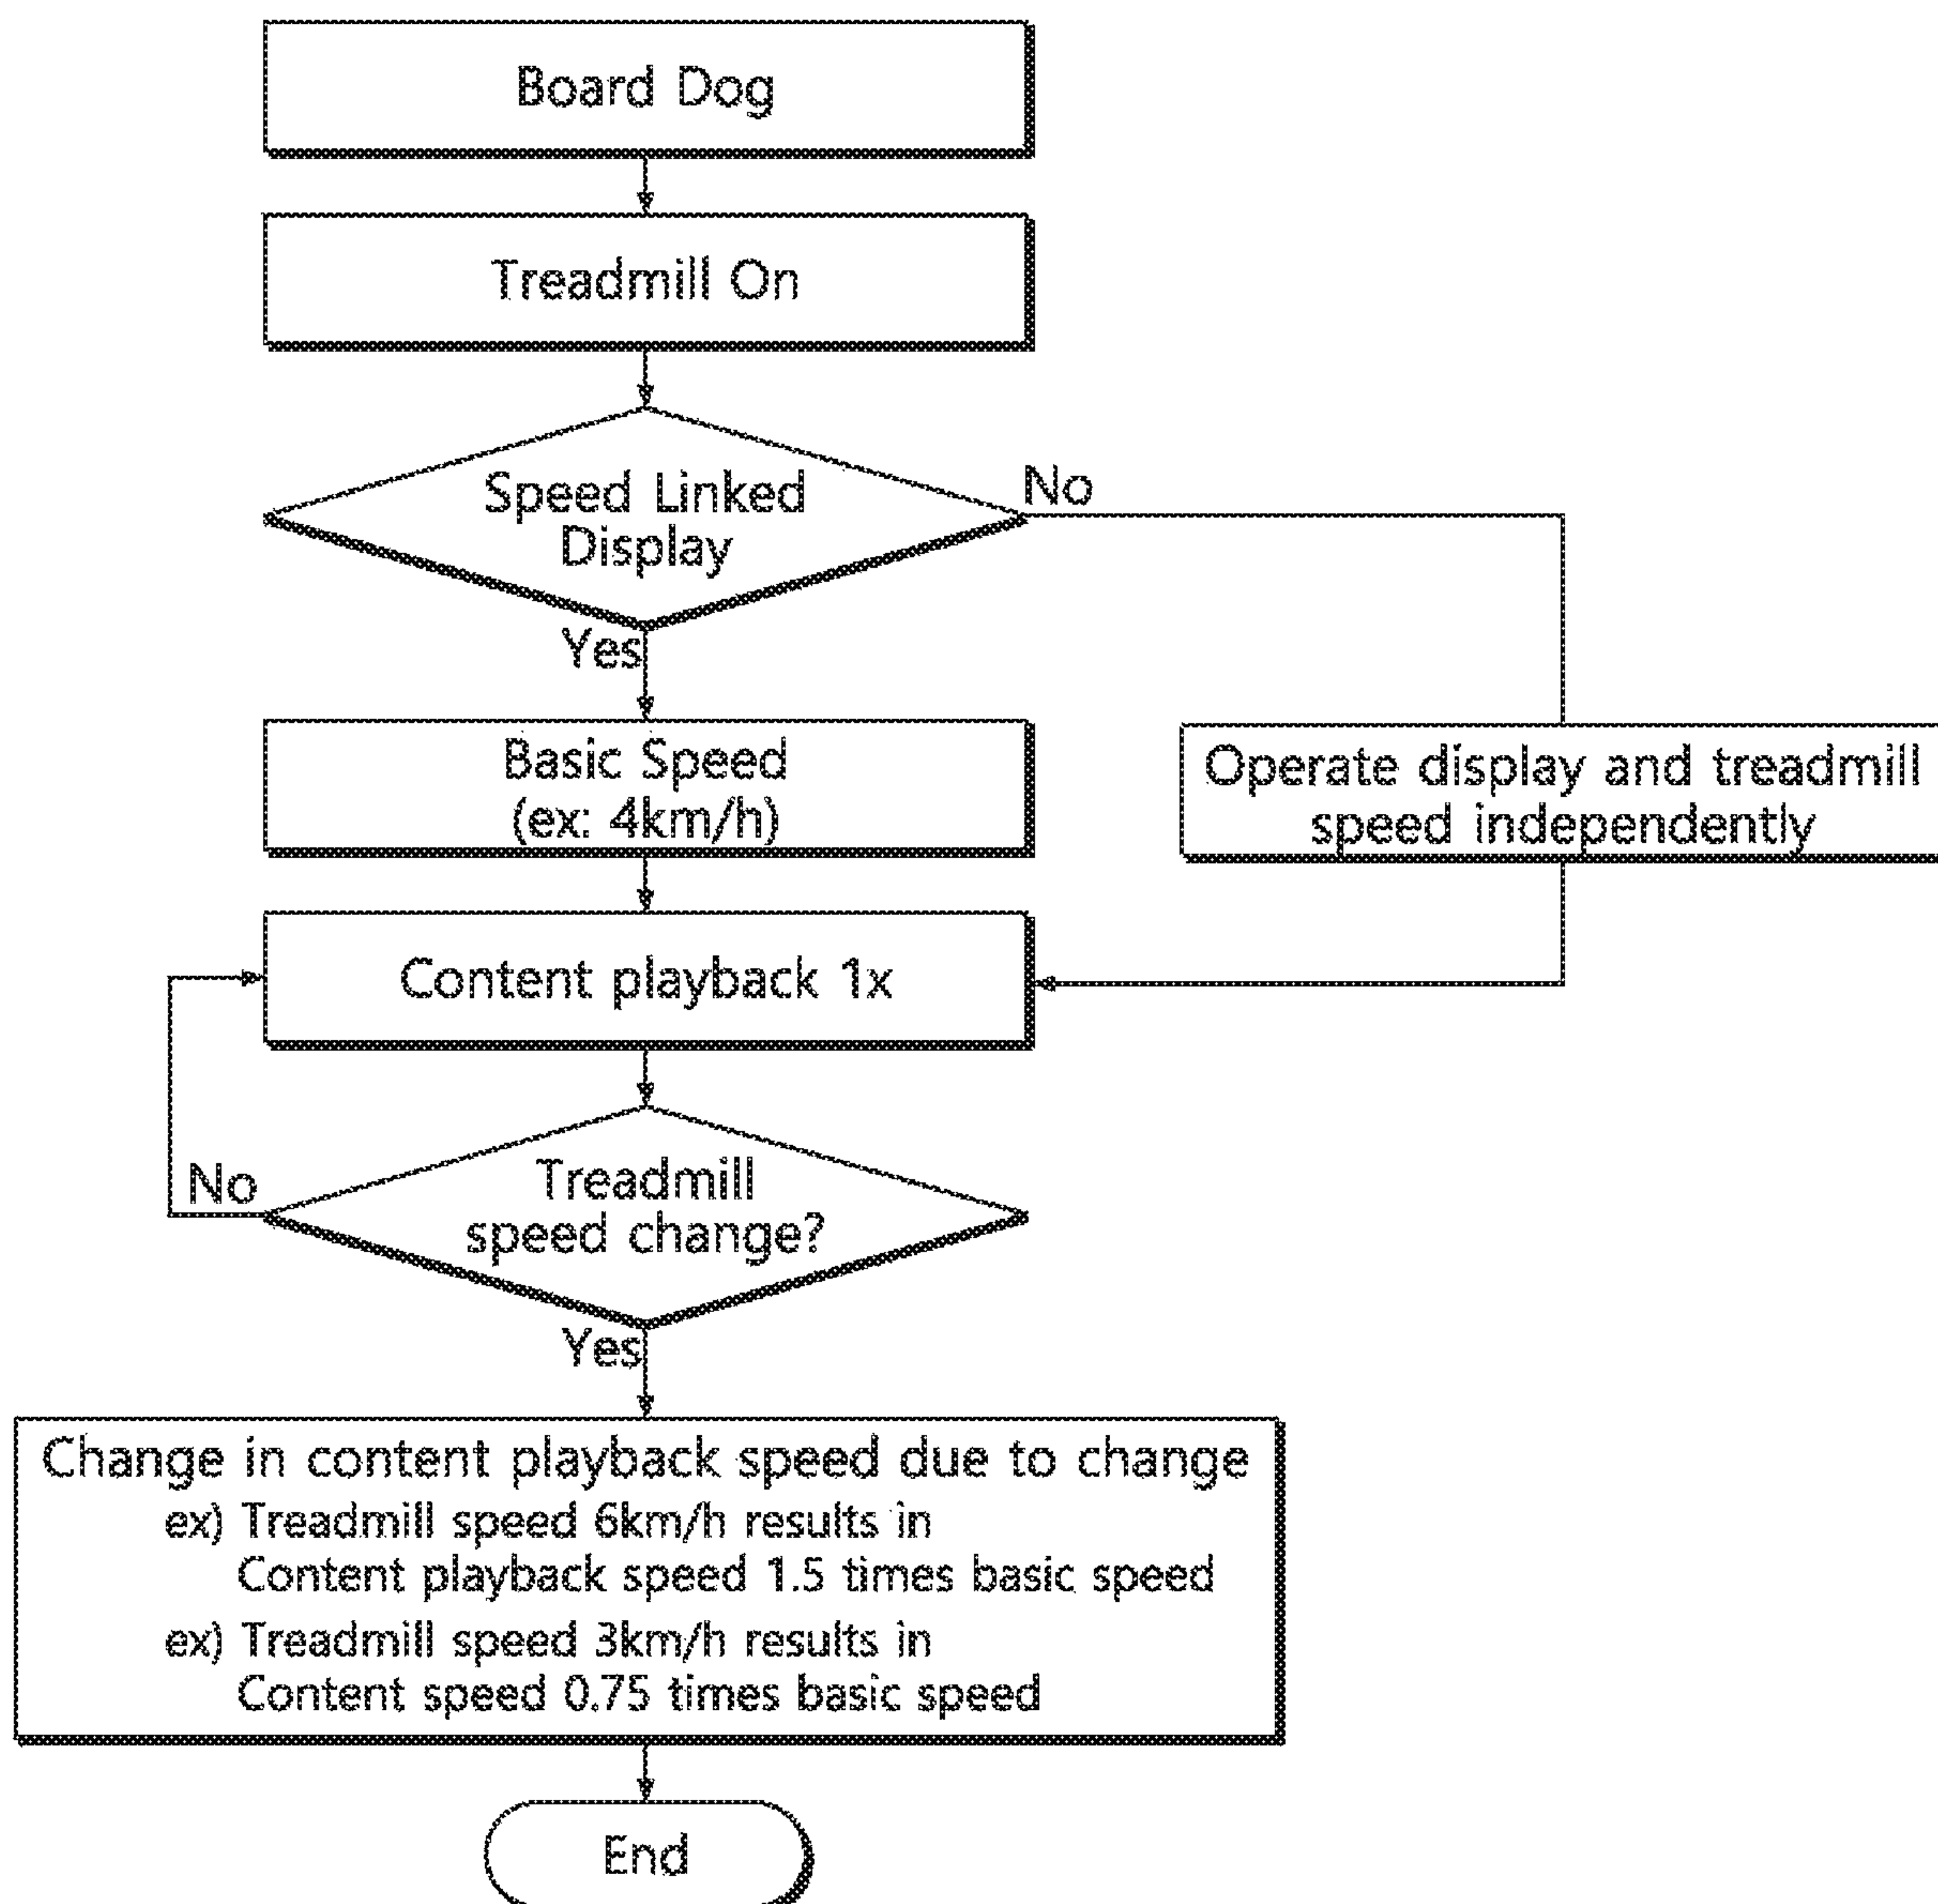 Board Dog
Treadmill On
Speed Linked
Display
No
Yes
Basic Speed
(ex: 4km/h)
Operate display and treadmill
speed independently
Content playback 1x
No
Treadmill
speed change?
Yes
Change in content playback speed due to change
ex) Treadmill speed 6km/h results in
Content playback speed 1.5 times basic speed
ex) Treadmill speed 3km/h results in
Content speed 0.75 times basic speed
End